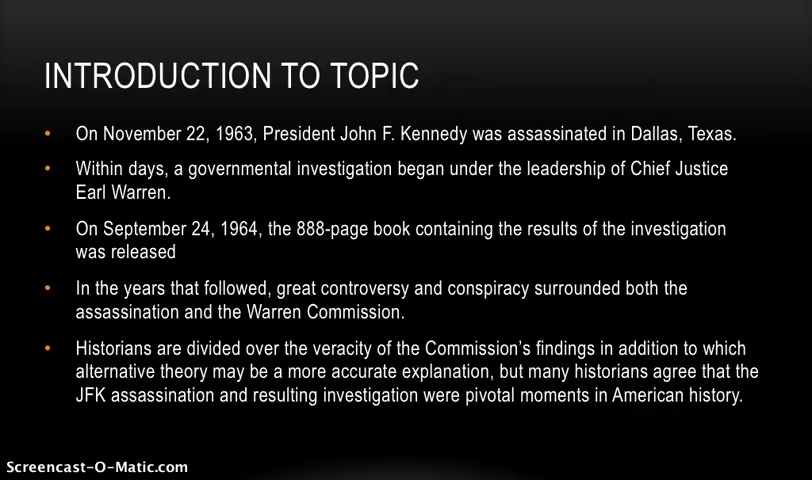 INTRODUCTION TO TOPIC
• On November 22, 1963, President John F. Kennedy was assassinated in Dallas, Texas.
• Within days, a governmental investigation began under the leadership of Chief Justice
Earl Warren.
• On September 24, 1964, the 888-page book containing the results of the investigation
was released
• In the years that followed, great controversy and conspiracy surrounded both the
assassination and the Warren Commission.
• Historians are divided over the veracity of the Commission's findings in addition to which
alternative theory may be a more accurate explanation, but many historians agree that the
JFK assassination and resulting investigation were pivotal moments in American history.
Screencast-O-Matic.com